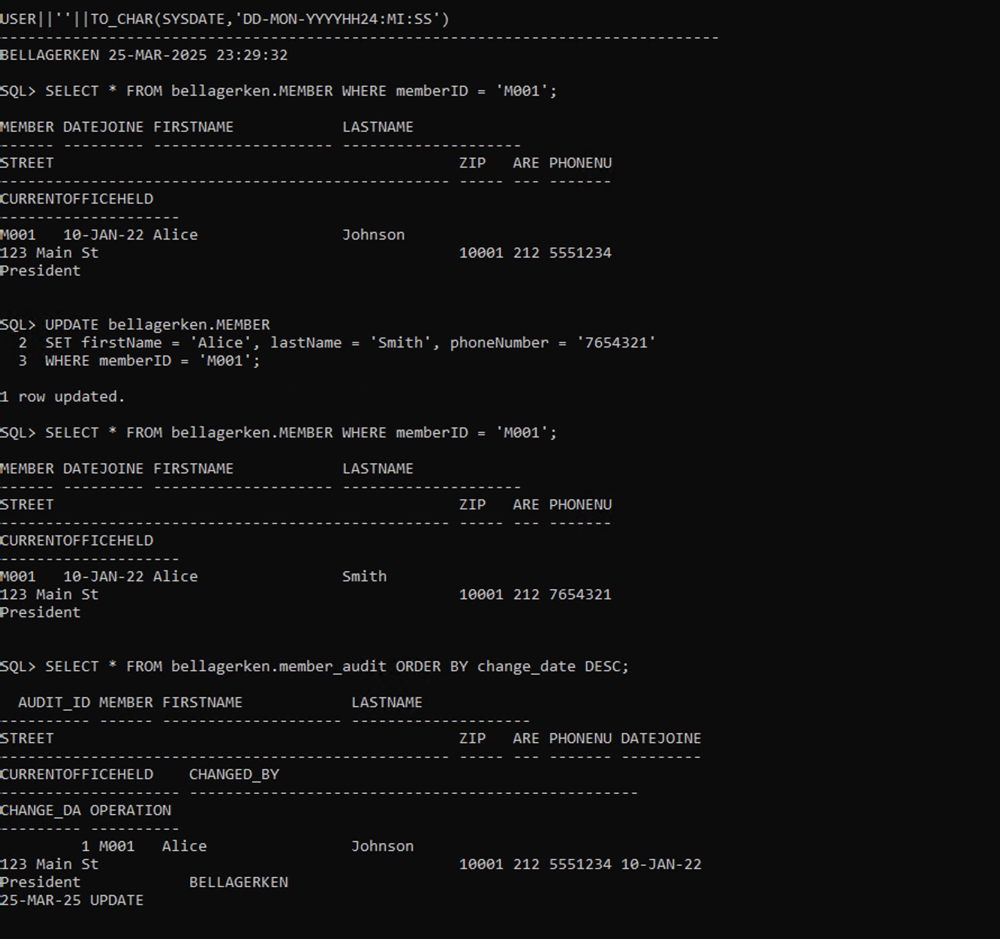 USER||''||TO_CHAR(SYSDATE,'DD-MON-YYYYHH24:MI:SS')
--------------------------------------------------------------------------------
BELLAGERKEN 25-MAR-2025 23:29:32
SQL> SELECT * FROM bellagerken.MEMBER WHERE memberID = 'M001';
MEMBER DATEJOINE FIRSTNAME            LASTNAME
------ --------- -------------------- --------------------
STREET                                             ZIP   ARE PHONENU
-------------------------------------------------- ----- --- -------
CURRENTOFFICEHELD
--------------------
M001   10-JAN-22 Alice                Johnson
123 Main St                                        10001 212 5551234
President
SQL> UPDATE bellagerken.MEMBER
  2  SET firstName = 'Alice', lastName = 'Smith', phoneNumber = '7654321'
  3  WHERE memberID = 'M001';
1 row updated.
SQL> SELECT * FROM bellagerken.MEMBER WHERE memberID = 'M001';
MEMBER DATEJOINE FIRSTNAME            LASTNAME
------ --------- -------------------- --------------------
STREET                                             ZIP   ARE PHONENU
-------------------------------------------------- ----- --- -------
CURRENTOFFICEHELD
--------------------
M001   10-JAN-22 Alice                Smith
123 Main St                                        10001 212 7654321
President
SQL> SELECT * FROM bellagerken.member_audit ORDER BY change_date DESC;
  AUDIT_ID MEMBER FIRSTNAME            LASTNAME
---------- ------ -------------------- --------------------
STREET                                             ZIP   ARE PHONENU DATEJOINE
-------------------------------------------------- ----- --- ------- ---------
CURRENTOFFICEHELD    CHANGED_BY
-------------------- --------------------------------------------------
CHANGE_DA OPERATION
--------- ----------
         1 M001   Alice                Johnson
123 Main St                                        10001 212 5551234 10-JAN-22
President            BELLAGERKEN
25-MAR-25 UPDATE